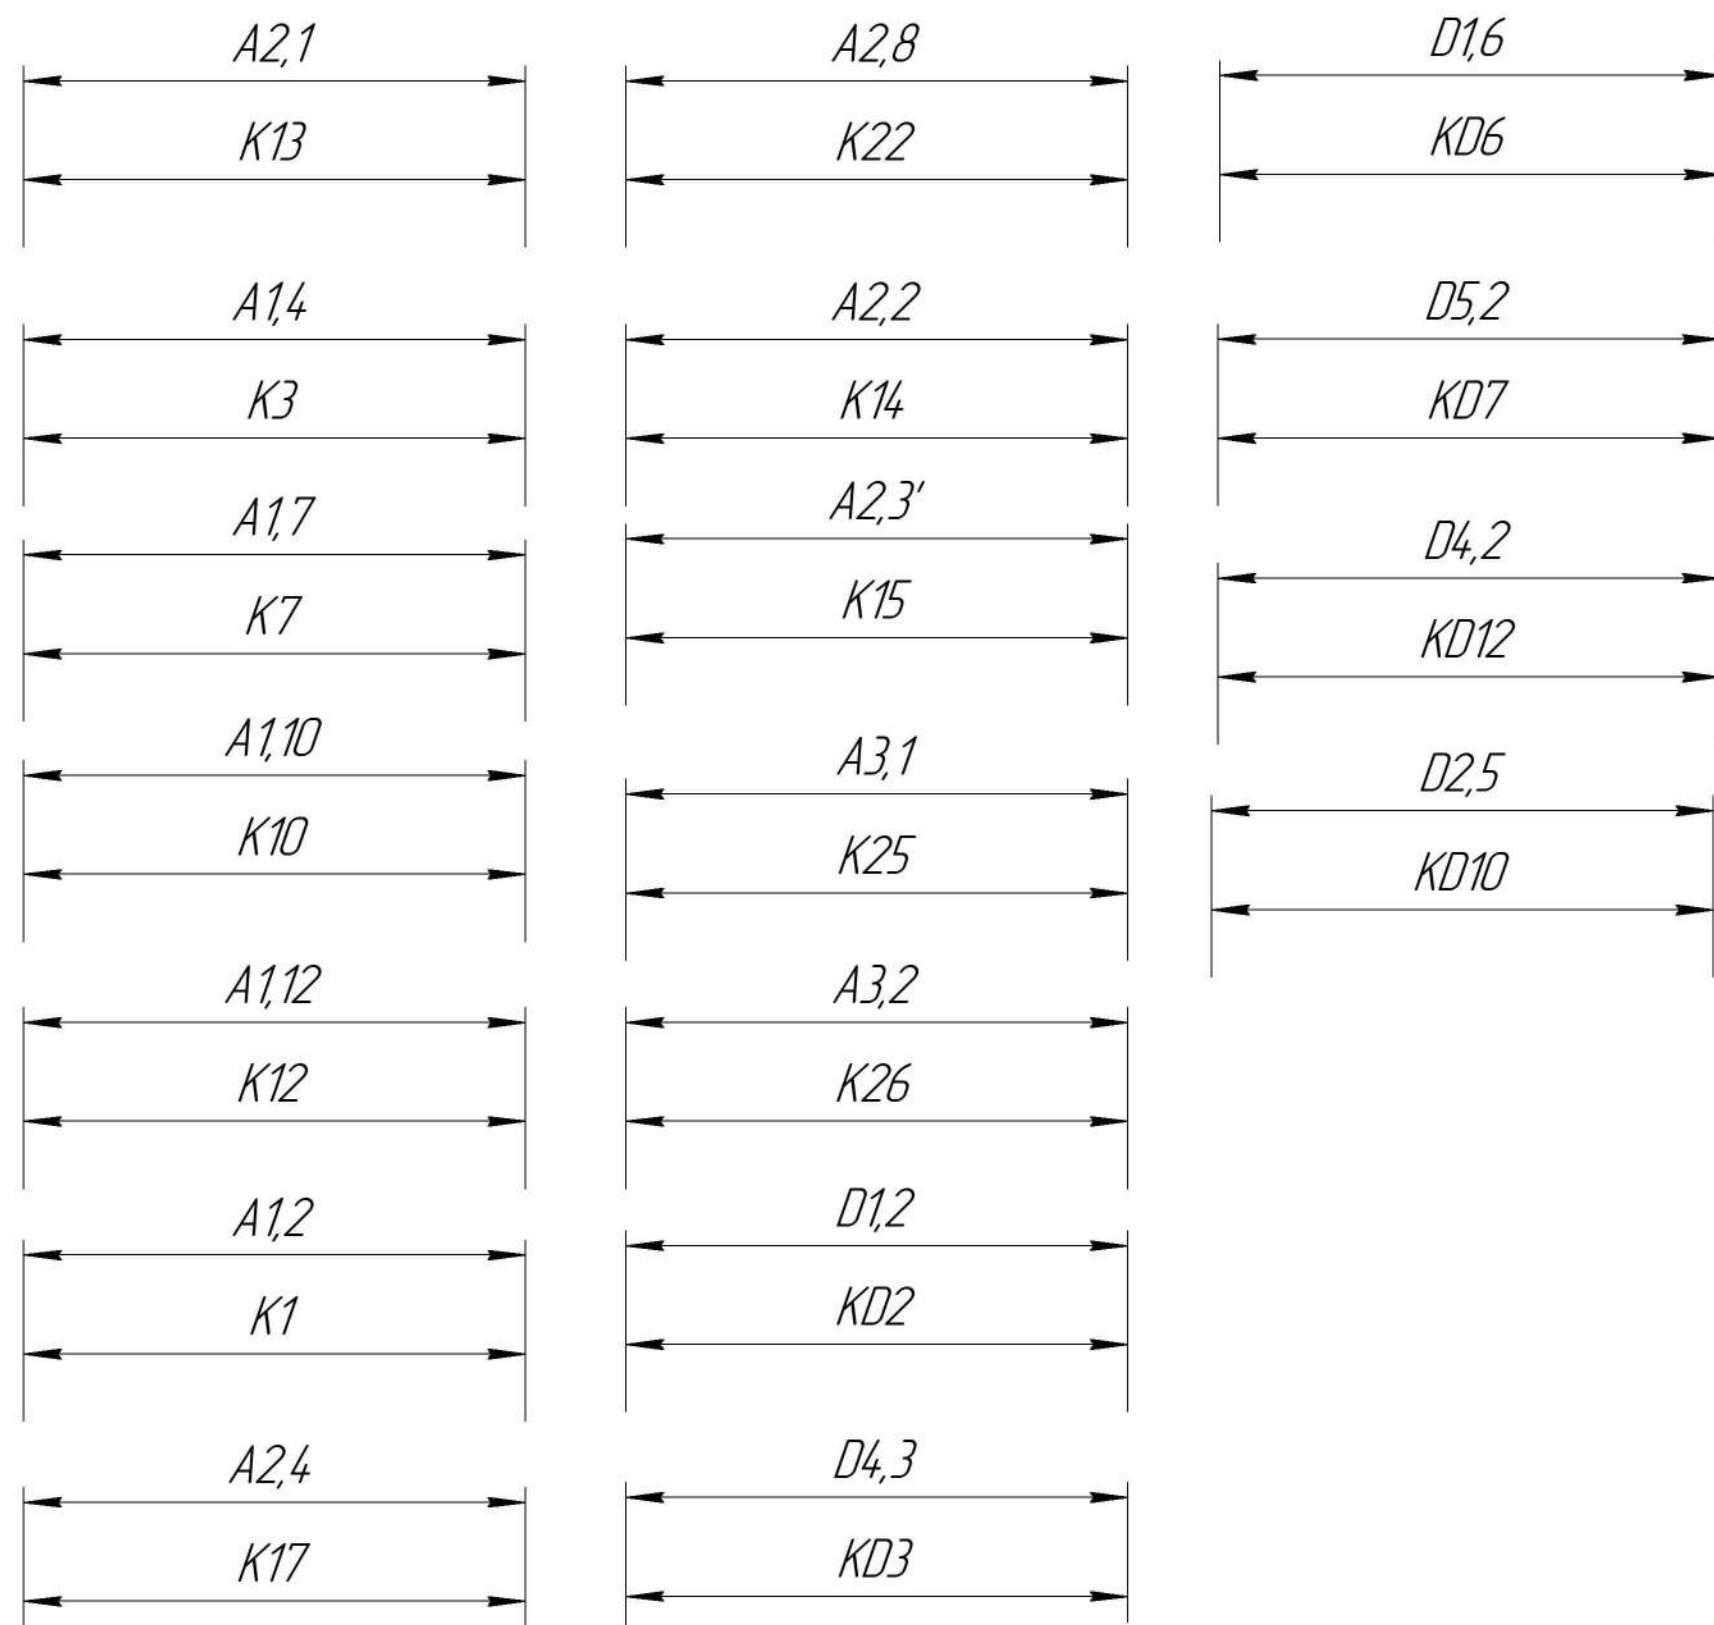 A2,1
K13
A1,4
K3
A1,7
K7
A1,10
K10
A1,12
K12
A1,2
K1
A2,4
K17
A2,8
K22
A2,2
K14
A2,3'
K15
A3,1
K25
A3,2
K26
D1,2
KD2
D4,3
KD3
D1,6
KD6
D5,2
KD7
D4,2
KD12
D2,5
KD10